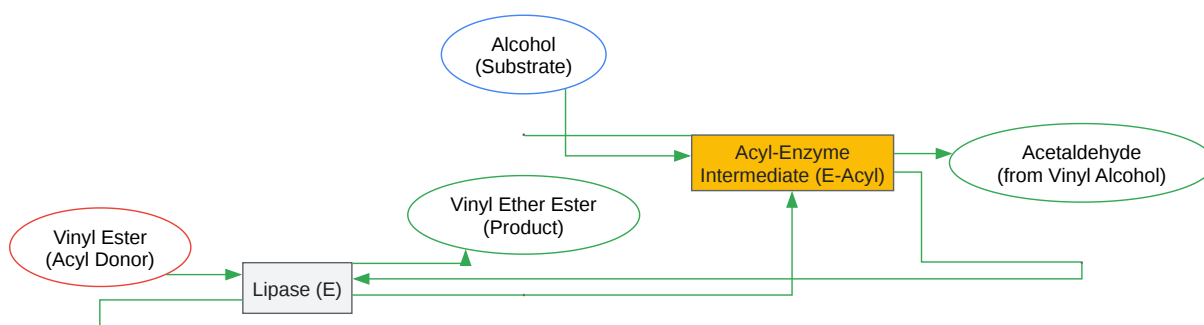 Alcohol
(Substrate)
Acyl-Enzyme
Intermediate (E-Acyl)
Acetaldehyde
(from Vinyl Alcohol)
Vinyl Ether Ester
(Product)
Vinyl Ester
(Acyl Donor)
Lipase (E)